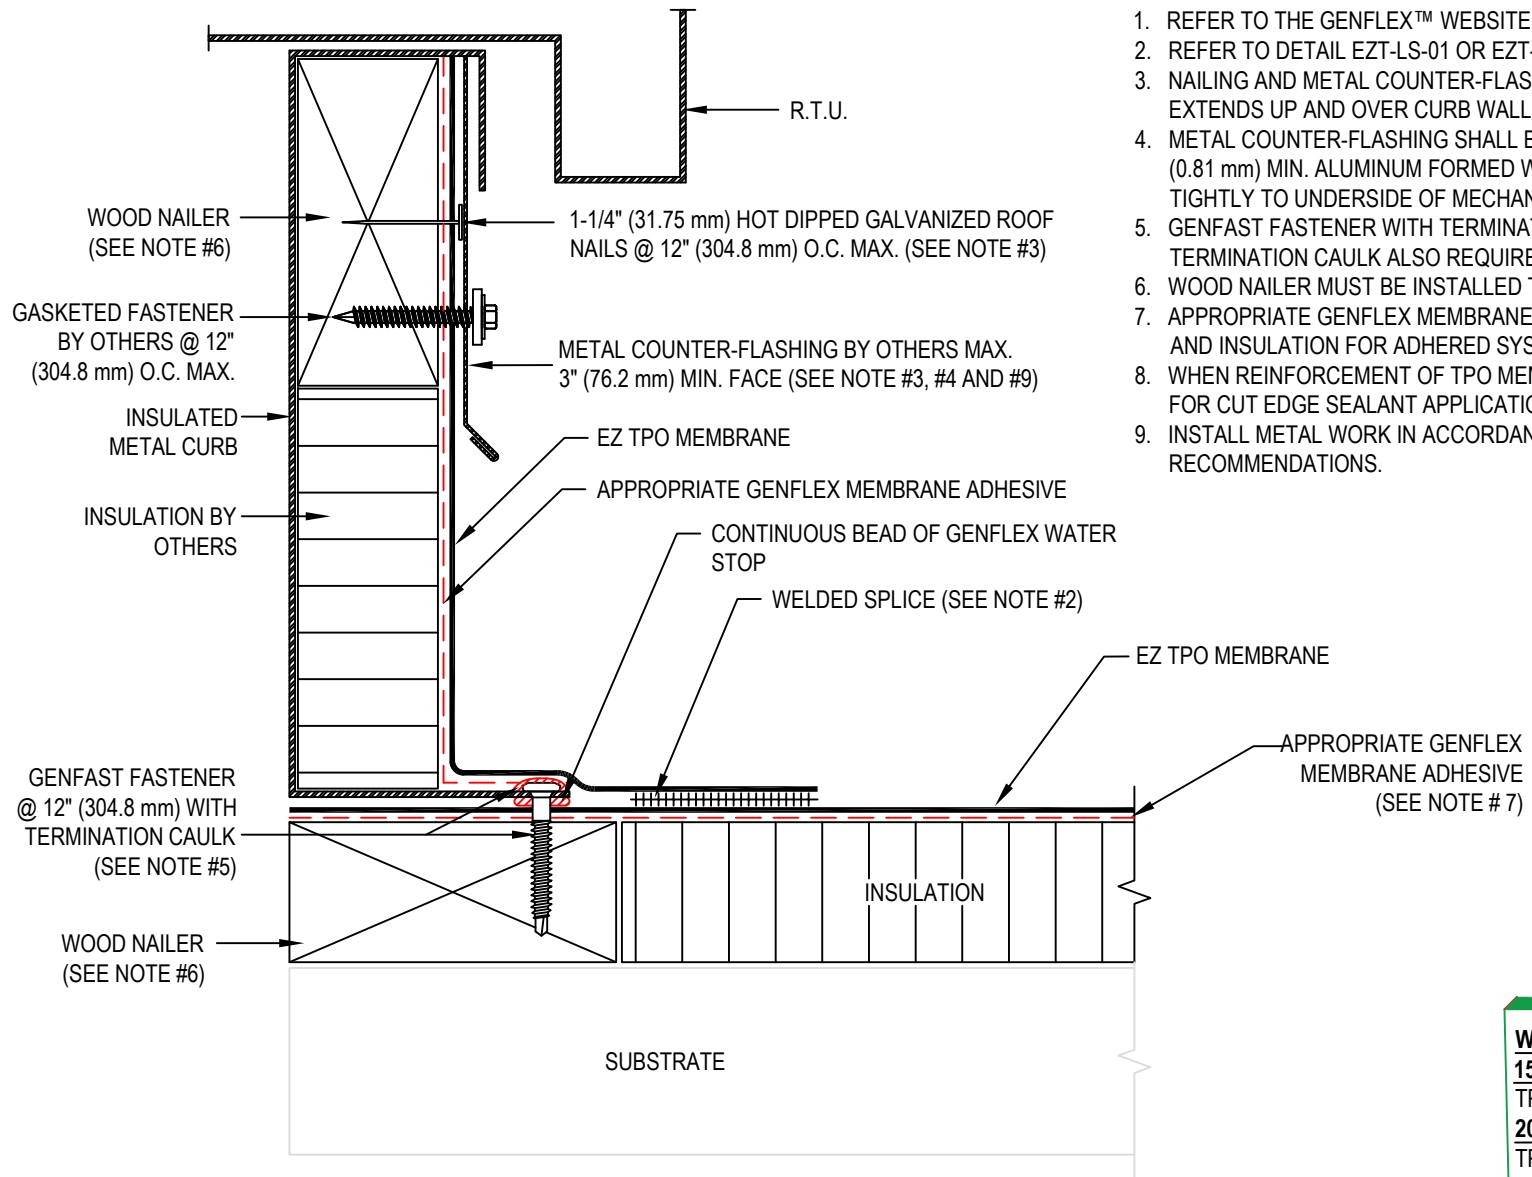 1. REFER TO THE GENFLEX™ WEBSITE
2. REFER TO DETAIL EZT-LS-01 OR EZT-
3. NAILING AND METAL COUNTER-FLAS
EXTENDS UP AND OVER CURB WALL
4. METAL COUNTER-FLASHING SHALL
(0.81 mm) MIN. ALUMINUM FORMED
TIGHTLY TO UNDERSIDE OF MECHAN
5. GENFAST FASTENER WITH TERMINAT
TERMINATION CAULK ALSO REQUIRE
6. WOOD NAILER MUST BE INSTALLED
7. APPROPRIATE GENFLEX MEMBRANE
AND INSULATION FOR ADHERED SYS
8. WHEN REINFORCEMENT OF TPO MEM
FOR CUT EDGE SEALANT APPLICATIO
9. INSTALL METAL WORK IN ACCORDAN
RECOMMENDATIONS.
R.T.U.
WOOD NAILER
(SEE NOTE #6)
1-1/4" (31.75 mm) HOT DIPPED GALVANIZED ROOF
NAILS @ 12" (304.8 mm) O.C. MAX. (SEE NOTE #3)
GASKETED FASTENER
BY OTHERS @ 12"
(304.8 mm) O.C. MAX.
METAL COUNTER-FLASHING BY OTHERS MAX.
3" (76.2 mm) MIN. FACE (SEE NOTE #3, #4 AND #9)
INSULATED
METAL CURB
EZ TPO MEMBRANE
APPROPRIATE GENFLEX MEMBRANE ADHESIVE
INSULATION BY
OTHERS
CONTINUOUS BEAD OF GENFLEX WATER
STOP
WELDED SPLICE (SEE NOTE #2)
EZ TPO MEMBRANE
APPROPRIATE GENFLEX
MEMBRANE ADHESIVE
(SEE NOTE # 7)
GENFAST FASTENER
@ 12" (304.8 mm) WITH
TERMINATION CAULK
(SEE NOTE #5)
INSULATION
WOOD NAILER
(SEE NOTE #6)
SUBSTRATE